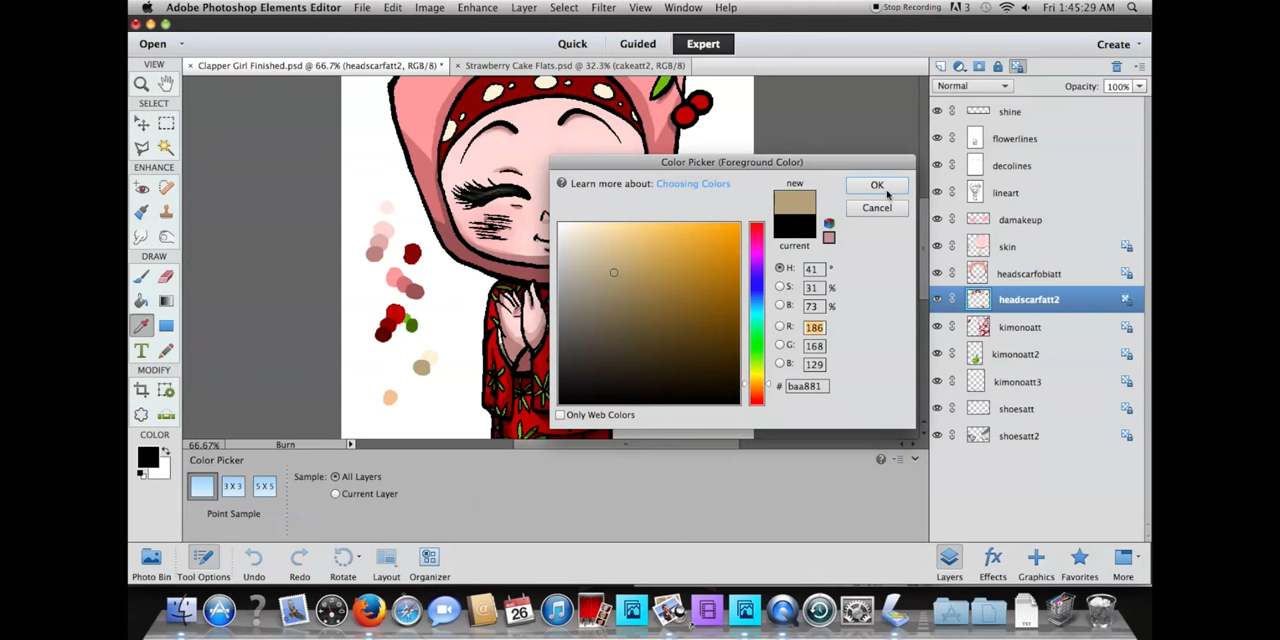 Adobe Photoshop Elements Editor File Edit Image Enhance Layer Select Filter View Window Help Stop Recording 3 Fri 1:45:29 AM
Open Quick Guided Expert Create
VIEW × Clapper Girl Finished.psd @ 66.7% (headscarfatt2, RGB/8) * × Strawberry Cake Flats.psd @ 32.3% (cakeatt2, RGB/8)
Normal Opacity: 100%
SELECT
shine
flowerlines
Color Picker (Foreground Color)
ENHANCE decolines
? Learn more about: Choosing Colors new OK
lineart
Cancel
damakeup
DRAW current skin
H: 41 °
headscarfobiatt
S: 31 %
headscarfatt2
B: 73 %
R: 186 kimonoatt
G: 168
kimonoatt2
B: 129
MODIFY
# baa881 kimonoatt3
Only Web Colors shoesatt
COLOR shoesatt2
66.67% Burn
Color Picker
Sample: All Layers
3 X 3 5 X 5
Current Layer
Point Sample
Photo Bin Tool Options Undo Redo Rotate Layout Organizer Layers Effects Graphics Favorites More
26
TXT